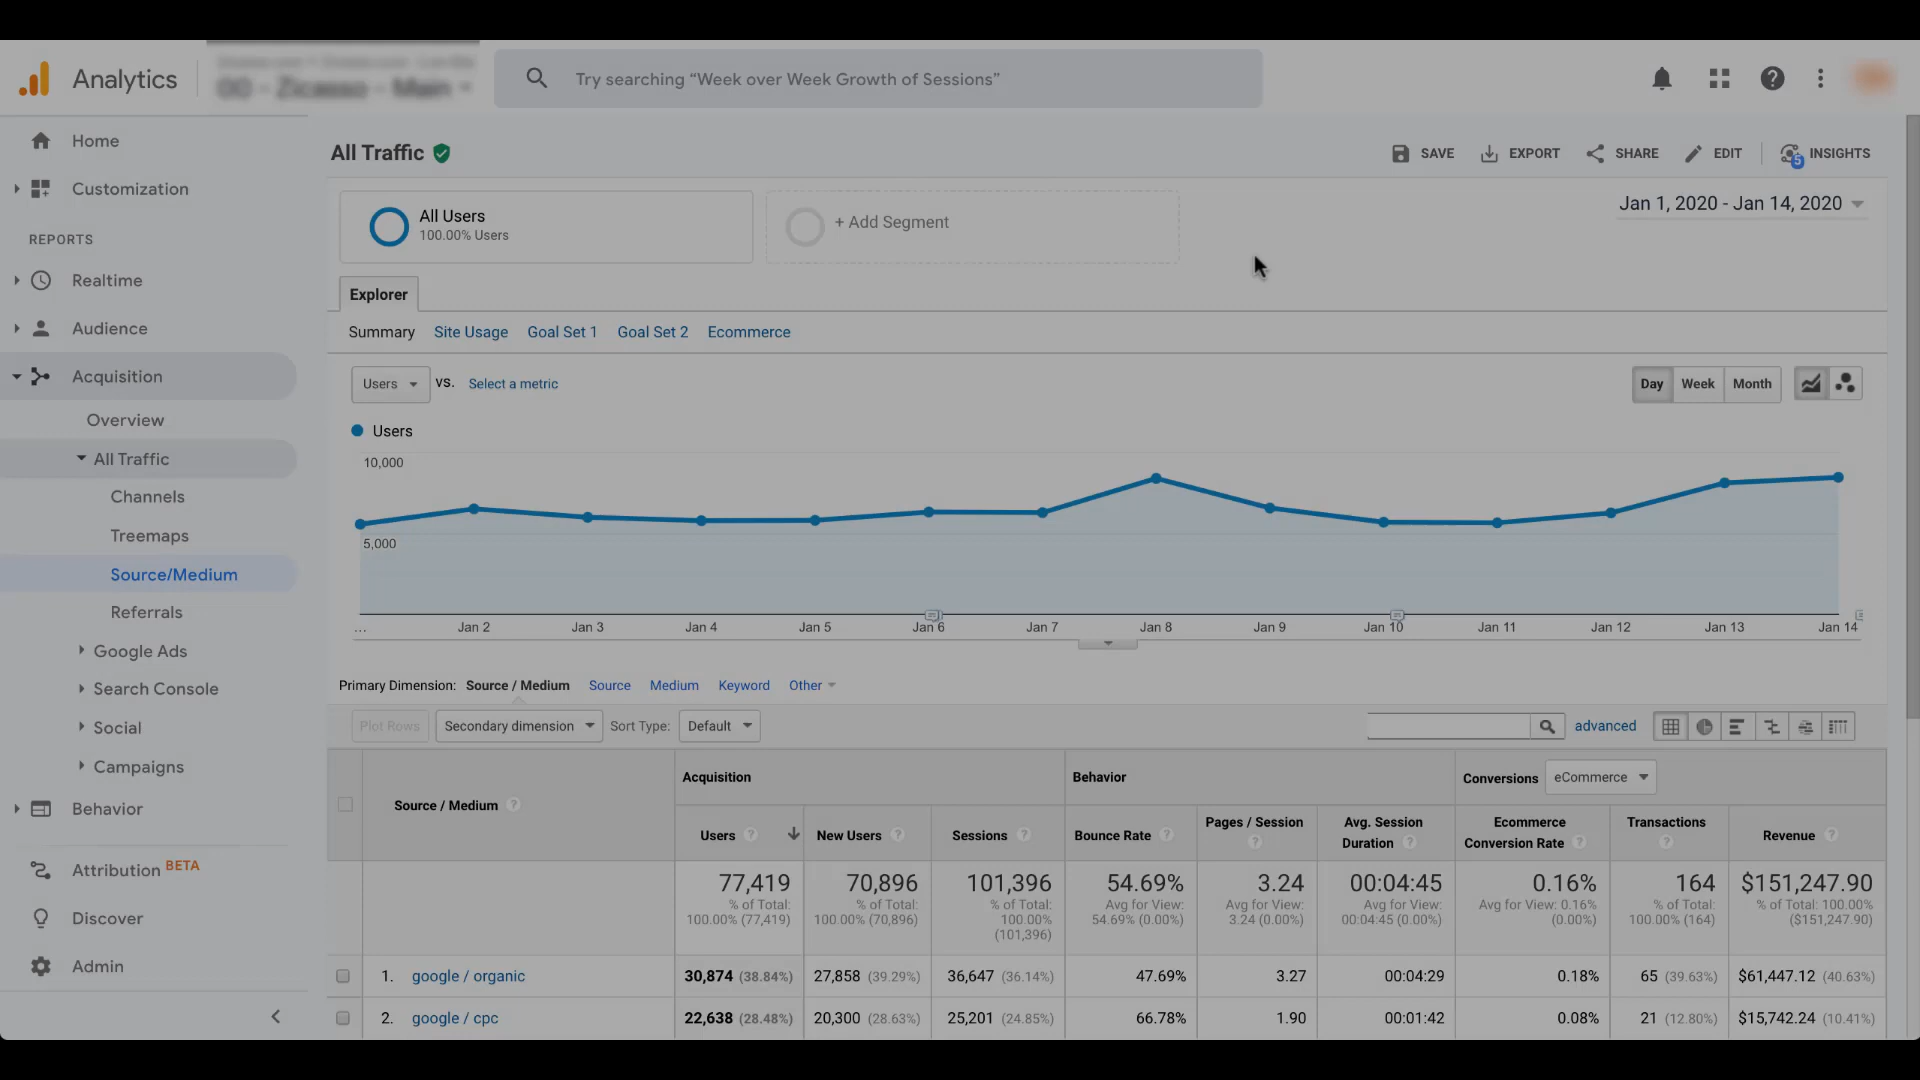 Analytics
Try searching “Week over Week Growth of Sessions”
Home
Customization
REPORTS
Realtime
Audience
Acquisition
Overview
All Traffic
Channels
Treemaps
Source/Medium
Referrals
Google Ads
Search Console
Social
Campaigns
Behavior
Attribution BETA
Discover
Admin
All Traffic
SAVE
EXPORT
SHARE
EDIT
5
INSIGHTS
All Users
100.00% Users
+ Add Segment
Jan 1, 2020 - Jan 14, 2020
Explorer
Summary Site Usage Goal Set 1 Goal Set 2 Ecommerce
Users VS. Select a metric
Day Week Month
Users
10,000
5,000
... Jan 2 Jan 3 Jan 4 Jan 5 Jan 6 Jan 7 Jan 8 Jan 9 Jan 10 Jan 11 Jan 12 Jan 13 Jan 14
Primary Dimension: Source / Medium Source Medium Keyword Other
Plot Rows Secondary dimension Sort Type: Default
advanced
Acquisition Behavior Conversions eCommerce
Source / Medium ?
Users ? New Users ? Sessions ? Bounce Rate ?
Pages / Session ?
Avg. Session
Duration ?
Ecommerce
Conversion Rate ?
Transactions
?
Revenue ?
77,419 70,896 101,396 54.69% 3.24 00:04:45 0.16% 164 $151,247.90
% of Total:
100.00% (77,419)
% of Total:
100.00% (70,896)
% of Total:
100.00%
(101,396)
Avg for View:
54.69% (0.00%)
Avg for View:
3.24 (0.00%)
Avg for View:
00:04:45 (0.00%)
Avg for View: 0.16%
(0.00%)
% of Total:
100.00% (164)
% of Total: 100.00%
($151,247.90)
1. google / organic 30,874 (38.84%) 27,858 (39.29%) 36,647 (36.14%) 47.69% 3.27 00:04:29 0.18% 65 (39.63%) $61,447.12 (40.63%)
2. google / cpc 22,638 (28.48%) 20,300 (28.63%) 25,201 (24.85%) 66.78% 1.90 00:01:42 0.08% 21 (12.80%) $15,742.24 (10.41%)